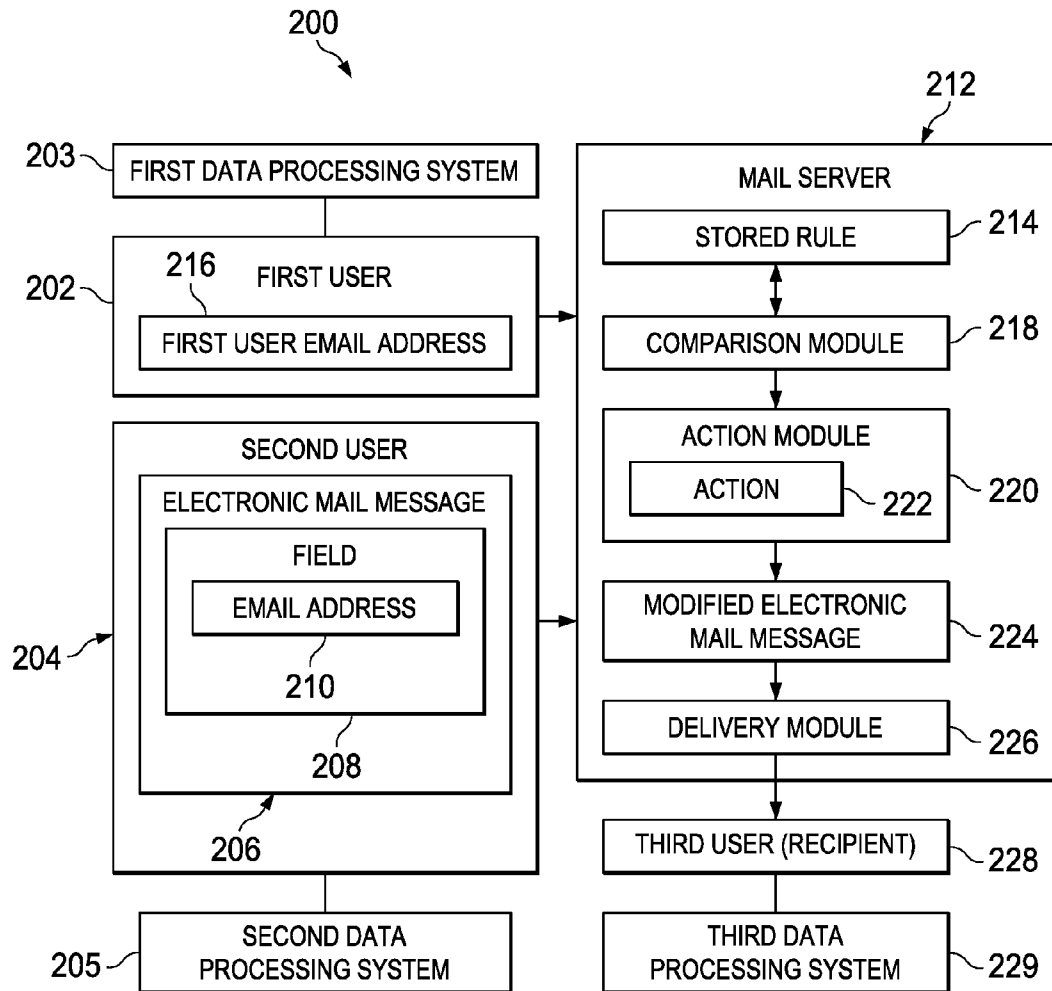 200
212
203
FIRST DATA PROCESSING SYSTEM
MAIL SERVER
STORED RULE
214
216
202
FIRST USER
FIRST USER EMAIL ADDRESS
COMPARISON MODULE
218
ACTION MODULE
ACTION
222
220
SECOND USER
ELECTRONIC MAIL MESSAGE
FIELD
EMAIL ADDRESS
204
210
208
206
MODIFIED ELECTRONIC
MAIL MESSAGE
224
DELIVERY MODULE
226
THIRD USER (RECIPIENT)
228
205
SECOND DATA
PROCESSING SYSTEM
THIRD DATA
PROCESSING SYSTEM
229